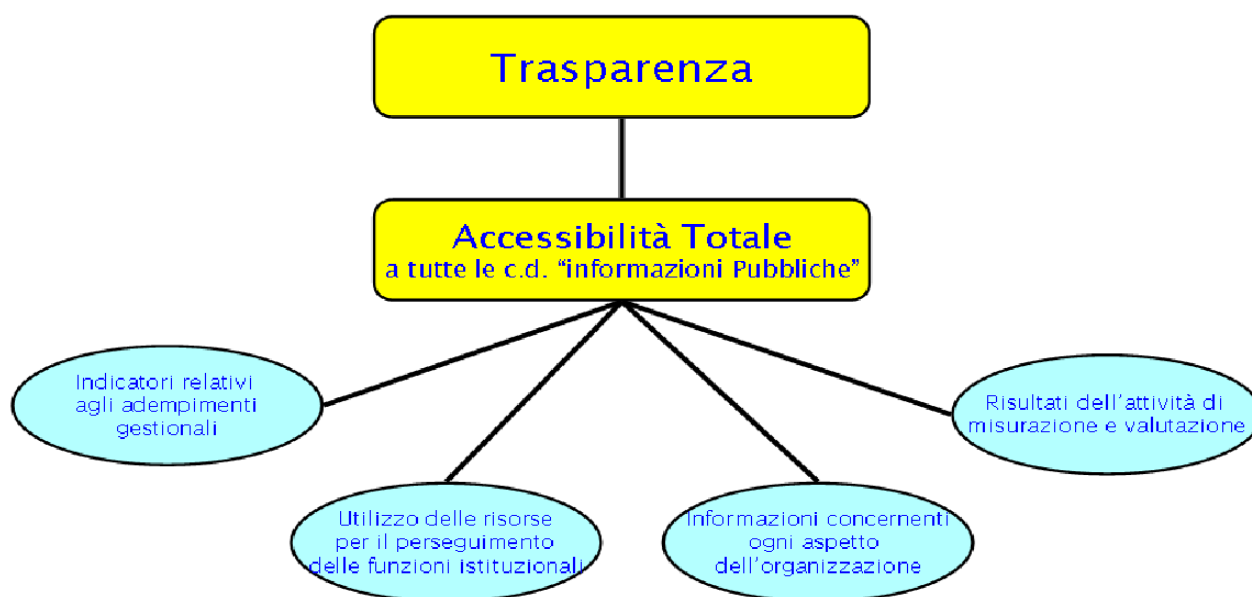 Trasparenza
Accessibilità Totale
a tutte le c.d. “informazioni Pubbliche”
Indicatori relativi
agli adempimenti
gestionali
Utilizzo delle risorse
per il perseguimento
delle funzioni istituzionali
Informazioni concernenti
ogni aspetto
dell'organizzazione
Risultati dell'attività di
misurazione e valutazione